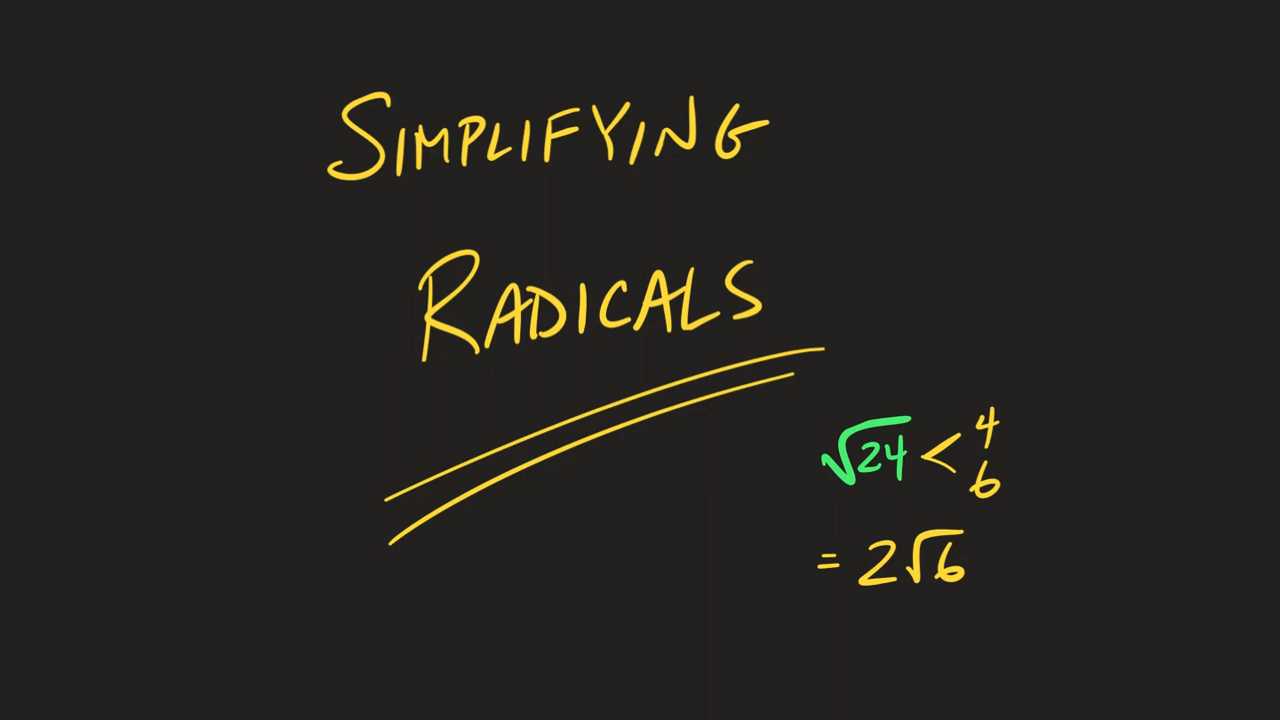 SIMPLIFYING
RADICALS
√24 < 4
6
= 2√6